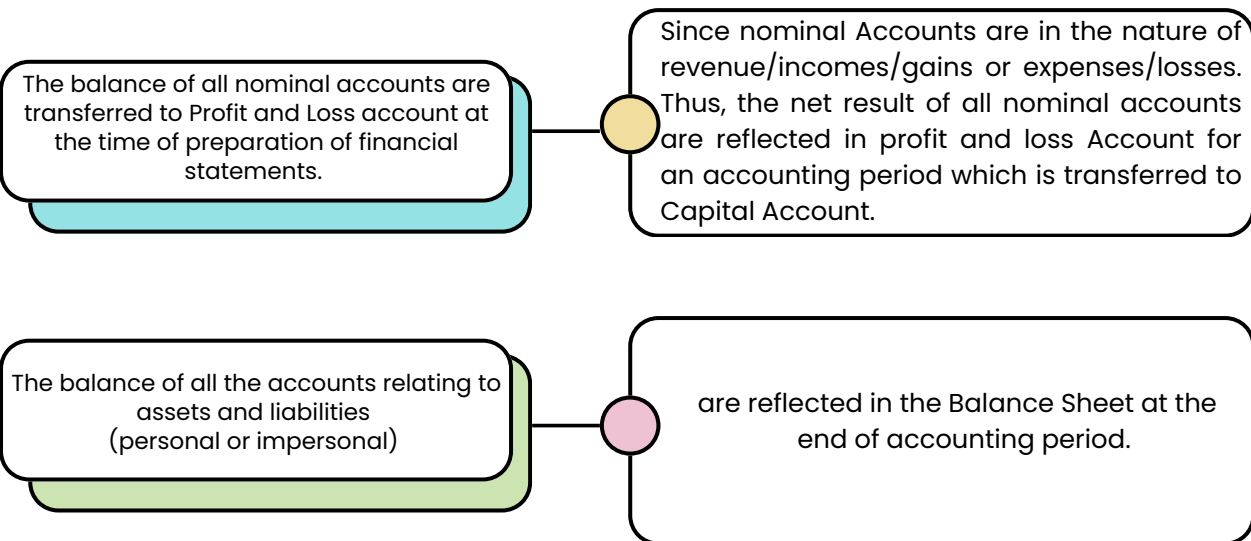 The balance of all nominal accounts are
transferred to Profit and Loss account at
the time of preparation of financial
statements.
Since nominal Accounts are in the nature of
revenue/incomes/gains or expenses/losses.
Thus, the net result of all nominal accounts
are reflected in profit and loss Account for
an accounting period which is transferred to
Capital Account.
The balance of all the accounts relating to
assets and liabilities
(personal or impersonal)
are reflected in the Balance Sheet at the
end of accounting period.